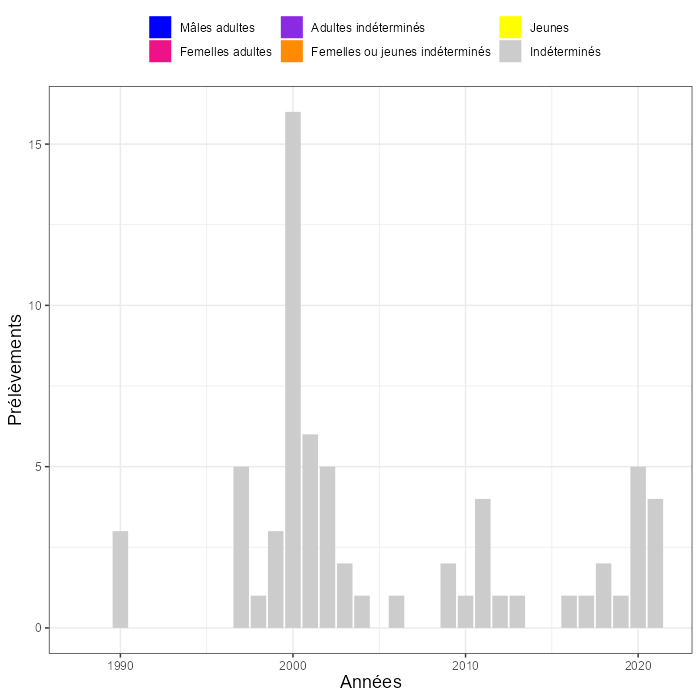 Mâles adultes
Adultes indéterminés
Jeunes
Femelles adultes
Femelles ou jeunes indéterminés
Indéterminés
Prélèvements
15
10
5
0
1990
2000
2010
2020
Années